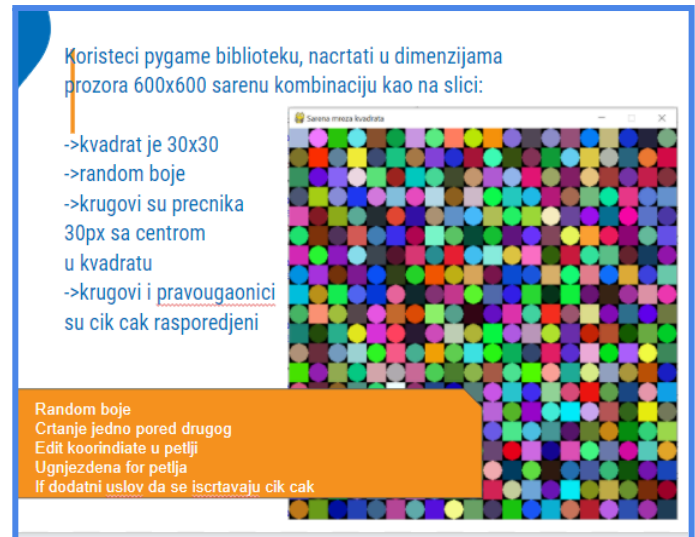 Koristeci pygame biblioteku, nacrtati u dimenzijama
prozora 600x600 sarenu kombinaciju kao na slici:
Sarena mreza kvadrata
->kvadrat je 30x30
->random boje
->krugovi su precnika
30px sa centrom
u kvadratu
->krugovi i pravougaonici
su cik cak rasporedjeni
Random boje
Crtanje jedno pored drugog
Edit koorindiate u petlji
Ugnjezdena for petlja
If dodatni uslov da se iscrtavaju cik cak